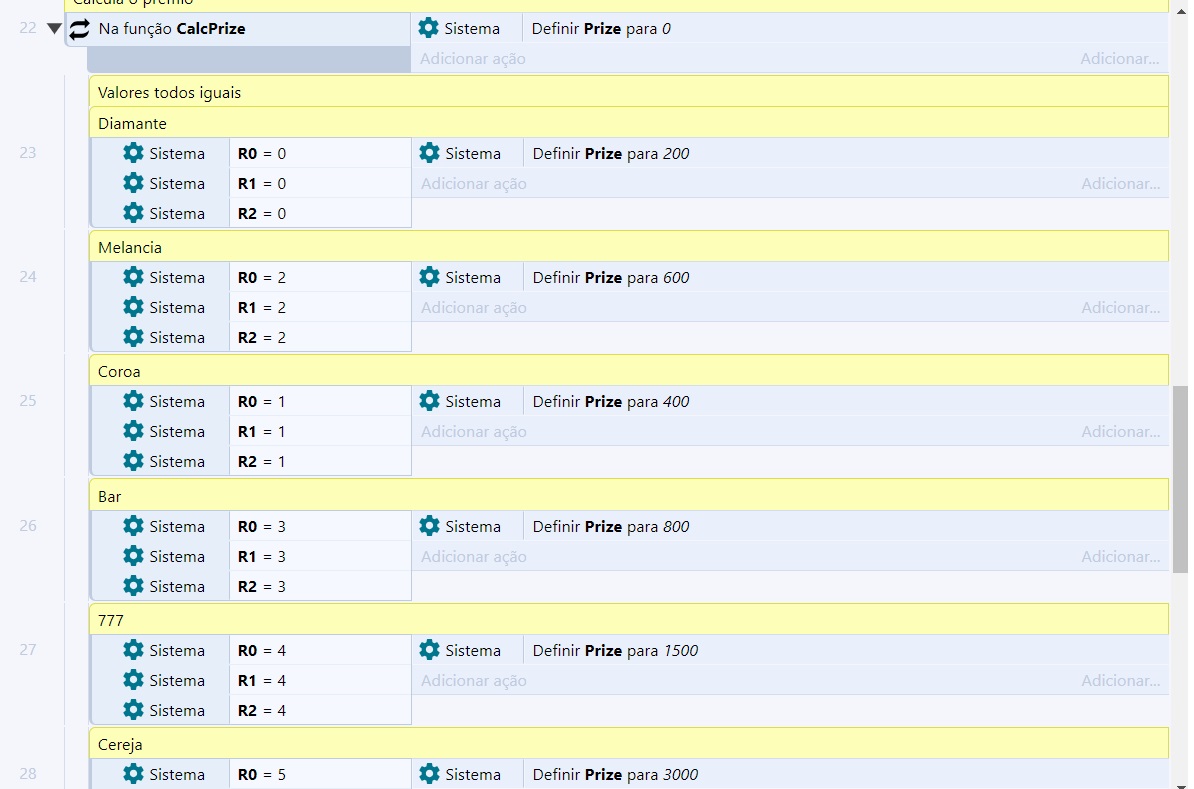 Calcula o prêmio
22 Na função CalcPrize Sistema Definir Prize para 0
Adicionar ação Adicionar...
Valores todos iguais
Diamante
23 Sistema R0 = 0 Sistema Definir Prize para 200
Sistema R1 = 0 Adicionar ação Adicionar...
Sistema R2 = 0
Melancia
24 Sistema R0 = 2 Sistema Definir Prize para 600
Sistema R1 = 2 Adicionar ação Adicionar...
Sistema R2 = 2
Coroa
25 Sistema R0 = 1 Sistema Definir Prize para 400
Sistema R1 = 1 Adicionar ação Adicionar...
Sistema R2 = 1
Bar
26 Sistema R0 = 3 Sistema Definir Prize para 800
Sistema R1 = 3 Adicionar ação Adicionar...
Sistema R2 = 3
777
27 Sistema R0 = 4 Sistema Definir Prize para 1500
Sistema R1 = 4 Adicionar ação Adicionar...
Sistema R2 = 4
Cereja
28 Sistema R0 = 5 Sistema Definir Prize para 3000